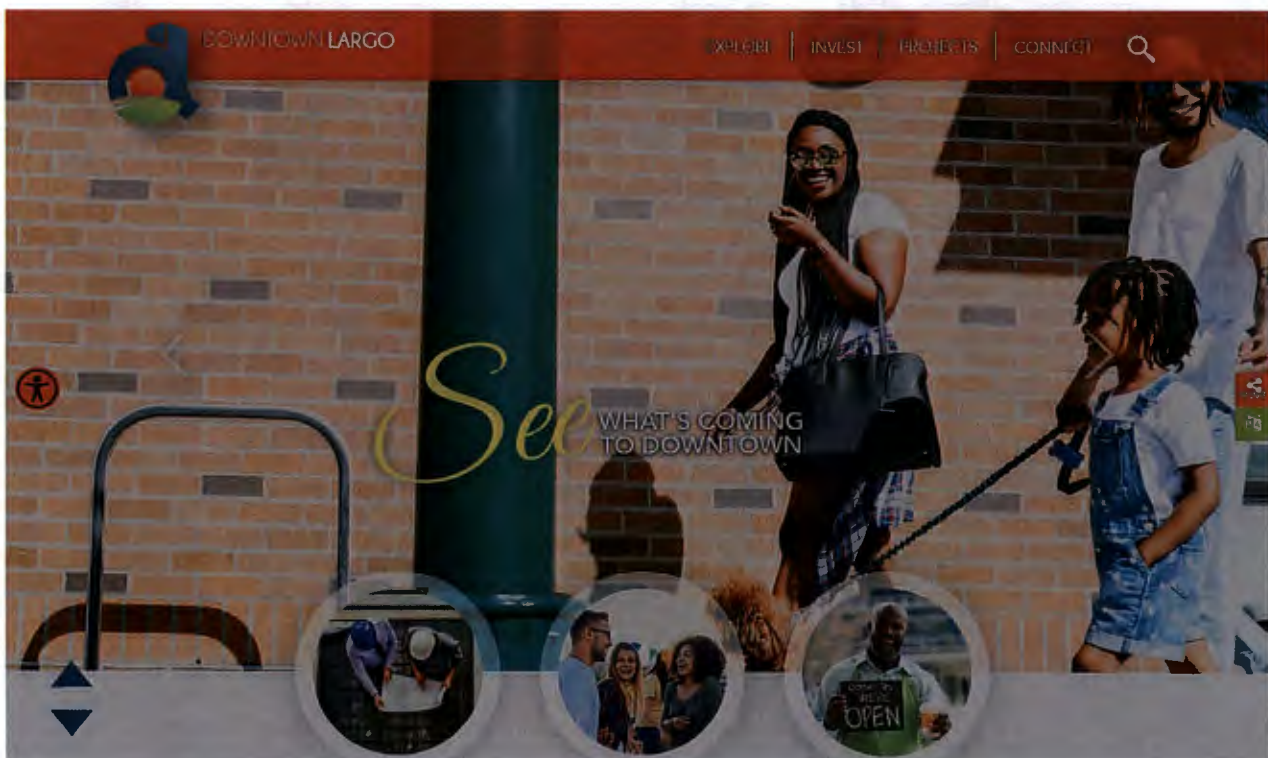 DOWNTOWN LARGO
EXPLORE INVEST PROJECTS CONNECT
See WHAT'S COMING
TO DOWNTOWN
OPEN